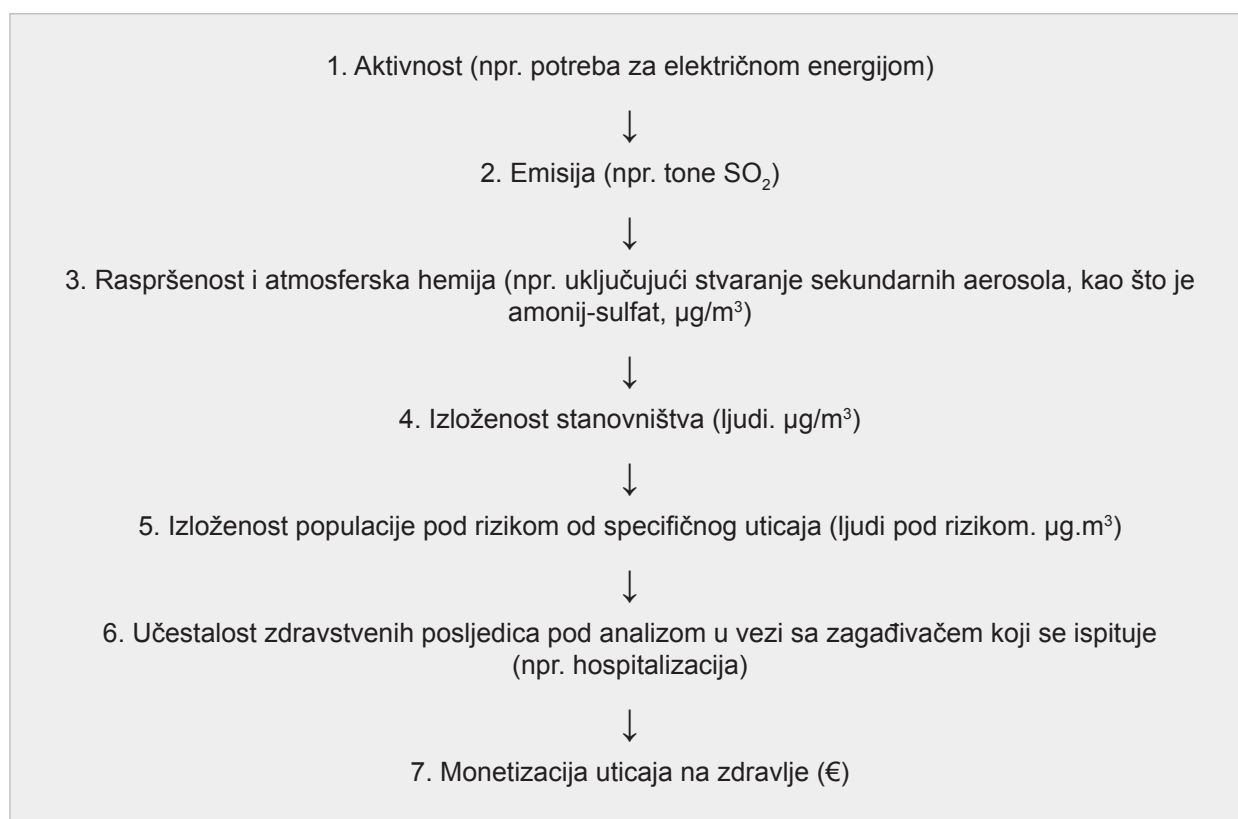 1. Aktivnost (npr. potreba za električnom energijom)
↓
2. Emisija (npr. tone SO₂)
↓
3. Raspršenost i atmosferska hemija (npr. uključujući stvaranje sekundarnih aerosola, kao što je
amonij-sulfat, µg/m³)
↓
4. Izloženost stanovništva (ljudi. µg/m³)
↓
5. Izloženost populacije pod rizikom od specifičnog uticaja (ljudi pod rizikom. µg.m³)
↓
6. Učestalost zdravstvenih posljedica pod analizom u vezi sa zagađivačem koji se ispituje
(npr. hospitalizacija)
↓
7. Monetizacija uticaja na zdravlje (€)